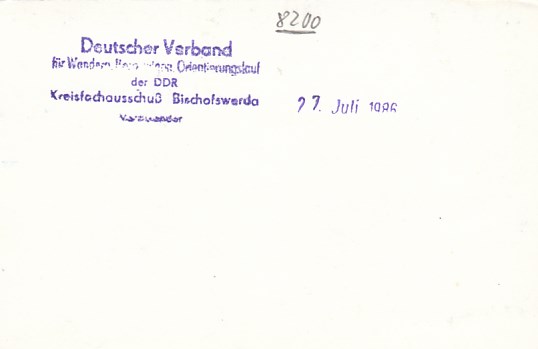 8200
Deutscher Verband
für Wandern, Orientierungslauf
der DDR
Kreisfachausschuß Bischofswerda
27. Juli 1986